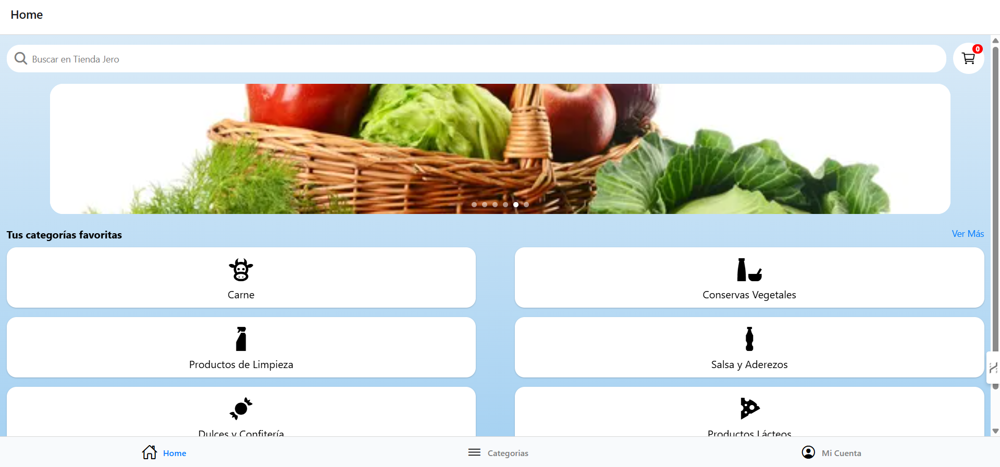 Home
Buscar en Tienda Jero
0
Tus categorías favoritas
Ver Más
Carne
Conservas Vegetales
Productos de Limpieza
Salsa y Aderezos
Dulces y Confitería
Productos Lácteos
Home
Categorias
Mi Cuenta